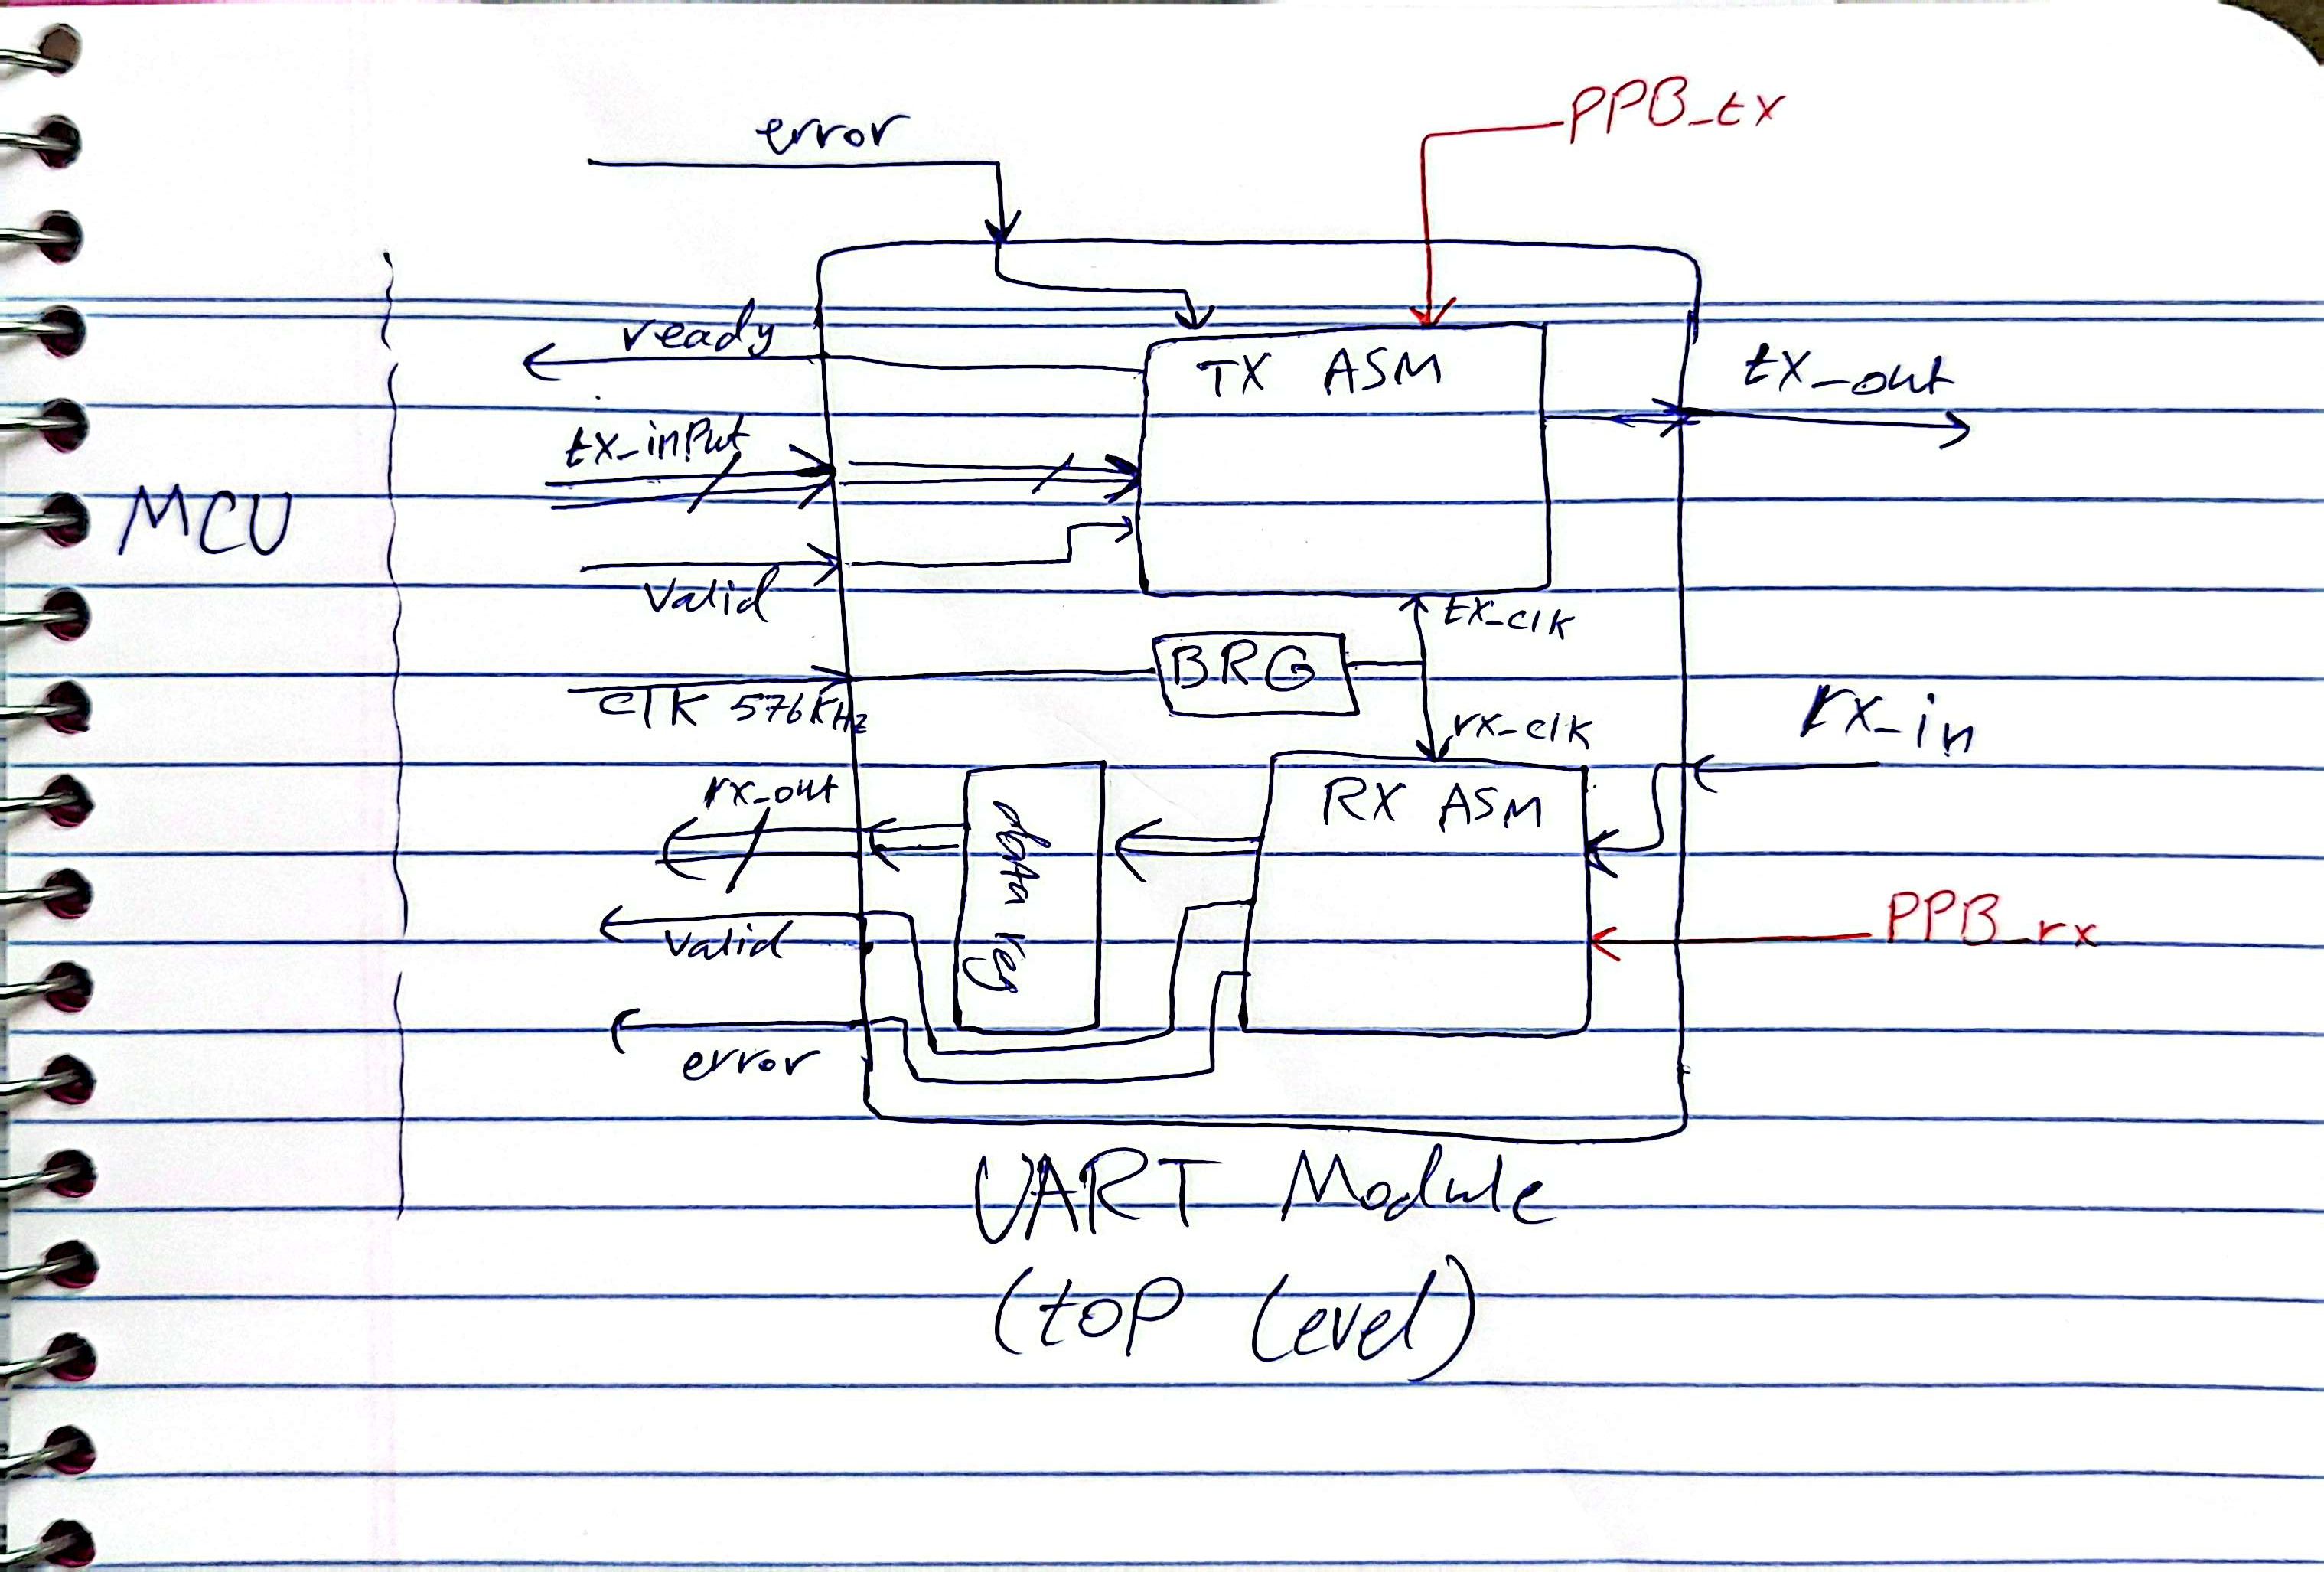 error
PPB_tx
ready
TX ASM
tx_out
tx_inPut
MCU
Valid
tx_clk
BRG
clk 576KHz
rx_clk
rx_in
rx_out
RX ASM
data reg
PPB_rx
valid
error
UART Module
(top Level)